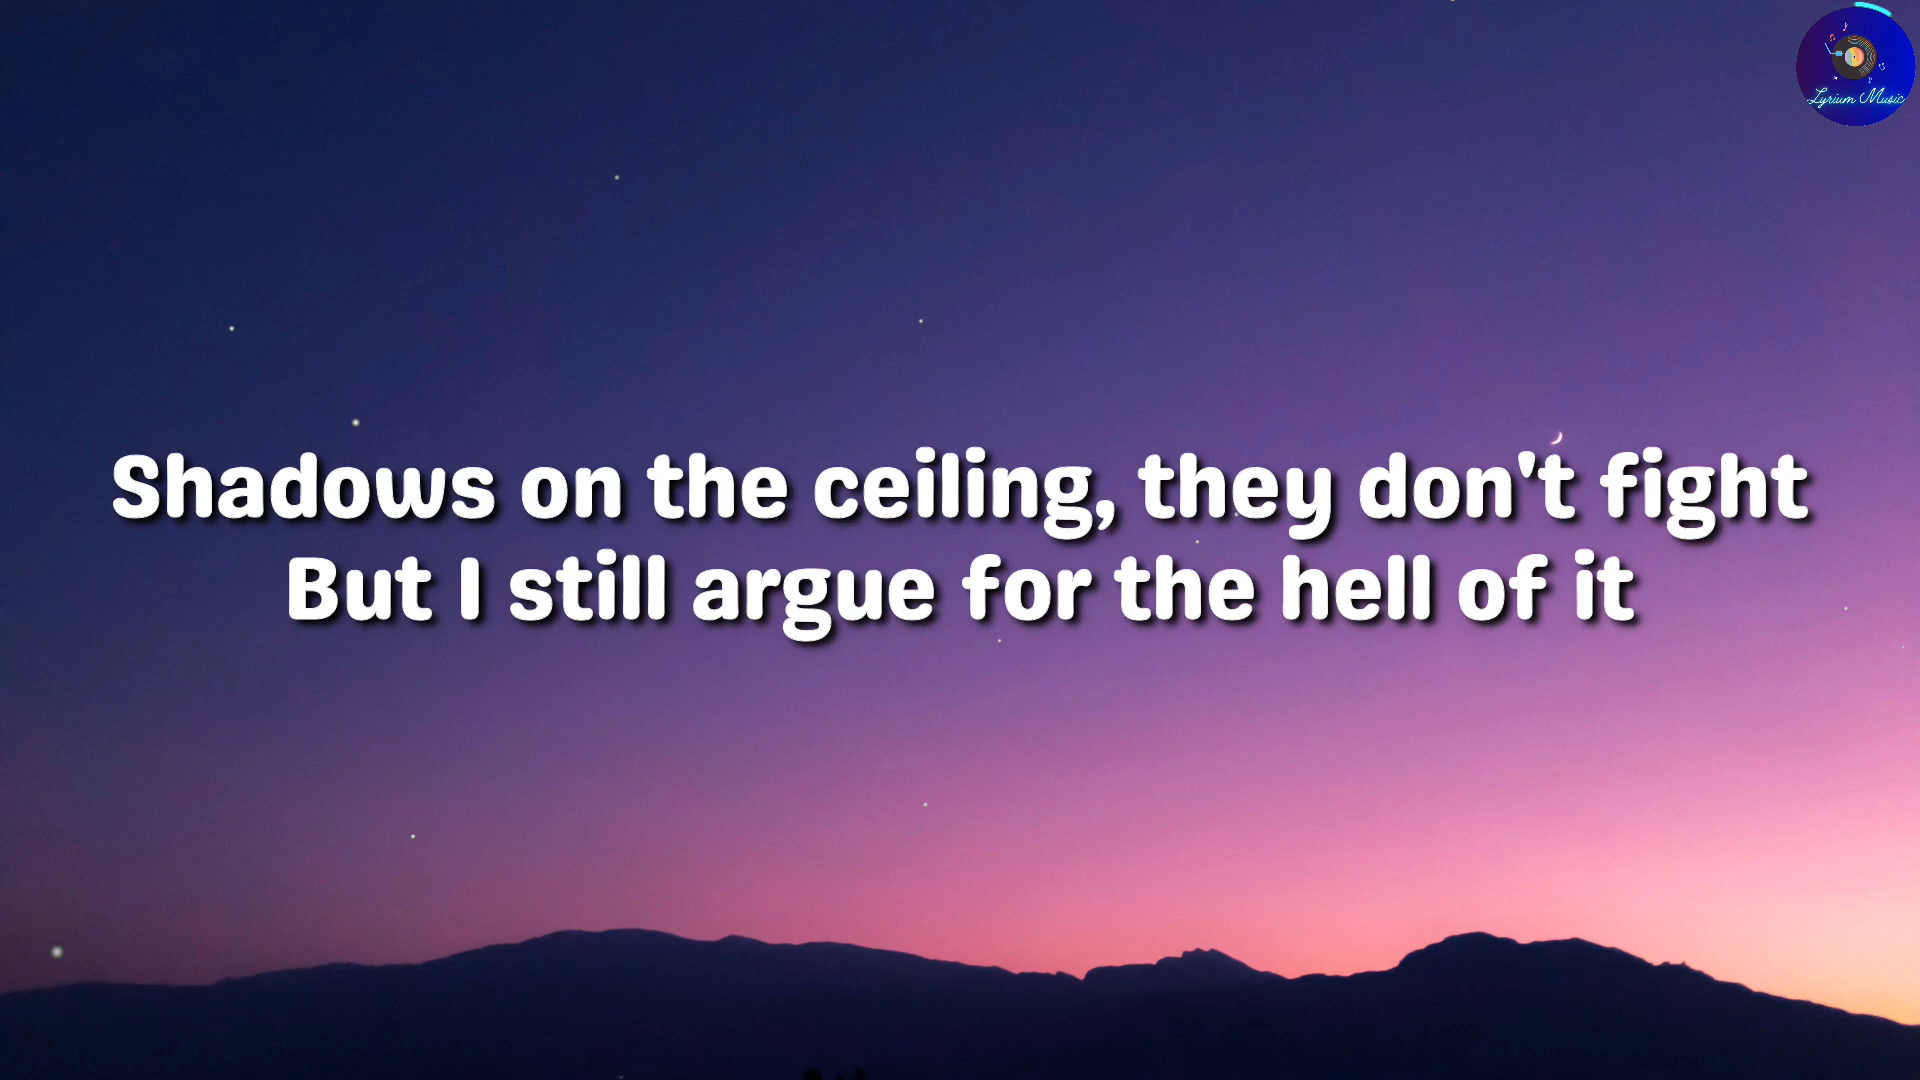 Lyrium Music
Shadows on the ceiling, they don't fight
But I still argue for the hell of it